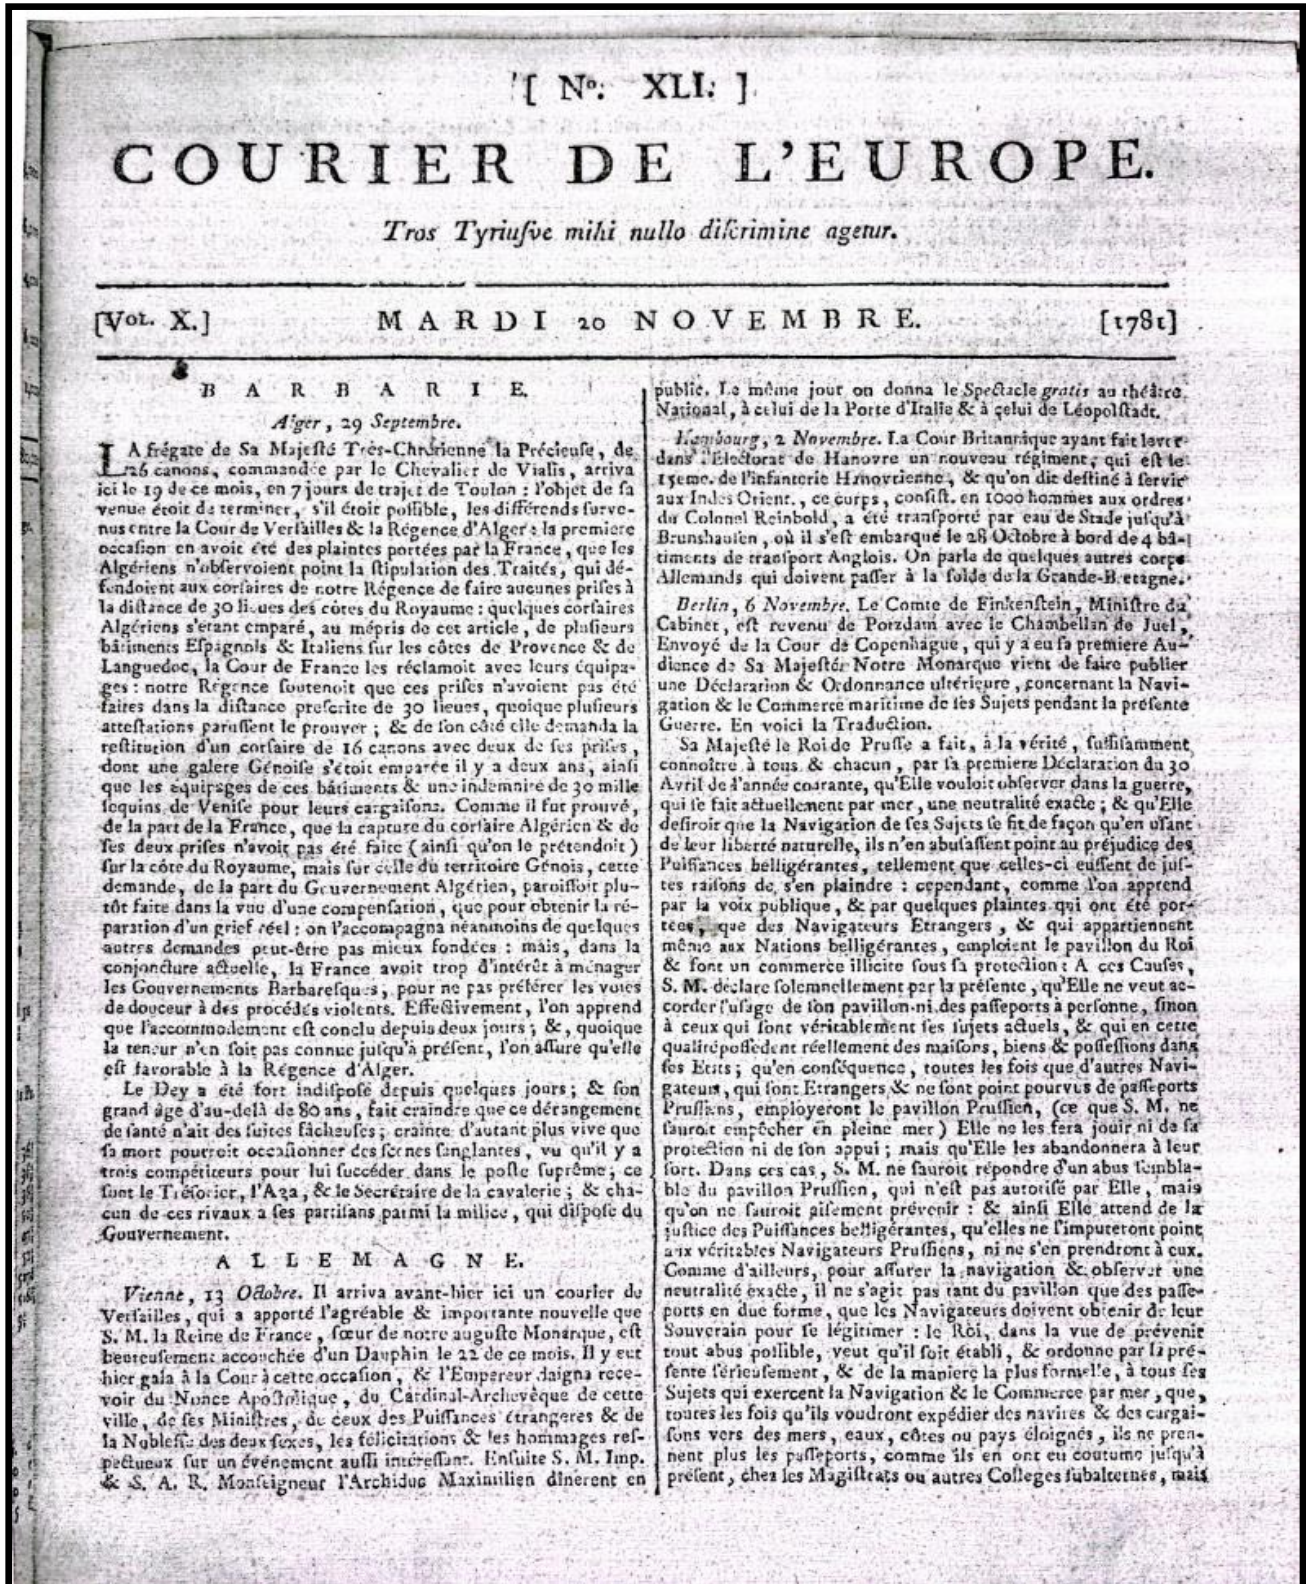 [ No: XLI. ]
COURIER DE L'EUROPE.
Tros Tyriuſve mihi nullo diſcrimine agetur.
[Vol. X.] MARDI 20 NOVEMBRE. [1781]
BARBARIE.
Alger, 29 Septembre.
LA frégate de Sa Majeſté Très-Chrétienne la Précieuſe, de
26 canons, commandée par le Chevalier de Vialis, arriva
ici le 19 de ce mois, en 7 jours de trajet de Toulon : l'objet de ſa
venue étoit de terminer, s'il étoit poſſible, les différends ſurve-
nus entre la Cour de Verſailles & la Régence d'Alger : la premiere
occaſion en avoit été des plaintes portées par la France, que les
Algériens n'obſervoient point la ſtipulation des Traités, qui dé-
fendoient aux corſaires de notre Régence de faire aucunes priſes à
la diſtance de 30 lieues des côtes du Royaume : quelques corſaires
Algériens s'étant emparé, au mépris de cet article, de pluſieurs
bâtiments Eſpagnols & Italiens ſur les côtes de Provence & de
Languedoc, la Cour de France les réclamoit avec leurs équipa-
ges : notre Régence ſoutenoit que ces priſes n'avoient pas été
faites dans la diſtance preſcrite de 30 lieues, quoique pluſieurs
atteſtations paruſſent le prouver ; & de ſon côté elle demanda la
reſtitution d'un corſaire de 16 canons avec deux de ſes priſes,
dont une galere Génoiſe s'étoit emparée il y a deux ans, ainſi
que les équipages de ces bâtiments & une indemnité de 30 mille
ſequins de Veniſe pour leurs cargaiſons. Comme il fut prouvé,
de la part de la France, que la capture du corſaire Algérien & de
ſes deux priſes n'avoit pas été faite (ainſi qu'on le prétendoit)
ſur la côte du Royaume, mais ſur celle du territoire Génois, cette
demande, de la part du Gouvernement Algérien, paroiſſoit plu-
tôt faite dans la vue d'une compenſation, que pour obtenir la ré-
paration d'un grief réel : on l'accompagna néanmoins de quelques
autres demandes peut-être pas mieux fondées : mais, dans la
conjoncture actuelle, la France avoit trop d'intérêt à ménager
les Gouvernements Barbareſques, pour ne pas préférer les voies
de douceur à des procédés violents. Effectivement, l'on apprend
que l'accommodement eſt conclu depuis deux jours ; &, quoique
la teneur n'en ſoit pas connue juſqu'à préſent, l'on aſſure qu'elle
eſt favorable à la Régence d'Alger.
Le Dey a été fort indiſpoſé depuis quelques jours ; & ſon
grand âge d'au-delà de 80 ans, fait craindre que ce dérangement
de ſanté n'ait des ſuites fâcheuſes ; crainte d'autant plus vive que
ſa mort pourroit occaſionner des ſcènes ſanglantes, vu qu'il y a
trois compétiteurs pour lui ſuccéder dans le poſte ſuprême ; ce
ſont le Tréſorier, l'Aga, & le Secrétaire de la cavalerie ; & cha-
cun de ces rivaux a ſes partiſans parmi la milice, qui diſpoſe du
Gouvernement.
ALLEMAGNE.
Vienne, 13 Octobre. Il arriva avant-hier ici un courier de
Verſailles, qui a apporté l'agréable & importante nouvelle que
S. M. la Reine de France, ſœur de notre auguſte Monarque, eſt
heureuſement accouchée d'un Dauphin le 22 de ce mois. Il y eut
hier gala à la Cour à cette occaſion, & l'Empereur daigna rece-
voir du Nonce Apoſtolique, du Cardinal-Archevêque de cette
ville, de ſes Miniſtres, de ceux des Puiſſances étrangeres & de
la Nobleſſe des deux ſexes, les félicitations & les hommages reſ-
pectueux ſur un événement auſſi intéreſſant. Enſuite S. M. Imp.
& S. A. R. Monſeigneur l'Archiduc Maximilien dînèrent en
public. Le même jour on donna le Spectacle gratis au théâtre
National, à celui de la Porte d'Italie & à celui de Léopolſtadt.
Hambourg, 2 Novembre. La Cour Britannique ayant fait lever
dans l'Electorat de Hanovre un nouveau régiment, qui eſt le
15eme. de l'infanterie Hanovrienne, & qu'on dit deſtiné à ſervir
aux Indes Orient., ce corps, conſiſt. en 1000 hommes aux ordres
du Colonel Reinbold, a été tranſporté par eau de Stade juſqu'à
Brunshauſen, où il s'eſt embarqué le 28 Octobre à bord de 4 bâ-
timents de tranſport Anglois. On parle de quelques autres corps
Allemands qui doivent paſſer à la ſolde de la Grande-Bretagne.
Berlin, 6 Novembre. Le Comte de Finkenſtein, Miniſtre du
Cabinet, eſt revenu de Potzdam avec le Chambellan de Juel,
Envoyé de la Cour de Copenhague, qui y a eu ſa premiere Au-
dience de Sa Majeſté. Notre Monarque vient de faire publier
une Déclaration & Ordonnance ultérieure, concernant la Navi-
gation & le Commerce maritime de ſes Sujets pendant la préſente
Guerre. En voici la Traduction.
Sa Majeſté le Roi de Pruſſe a fait, à la vérité, ſuffiſamment
connoître à tous & chacun, par ſa premiere Déclaration du 30
Avril de l'année courante, qu'Elle vouloit obſerver dans la guerre,
qui ſe fait actuellement par mer, une neutralité exacte ; & qu'Elle
deſiroit que la Navigation de ſes Sujets ſe fit de façon qu'en uſant
de leur liberté naturelle, ils n'en abuſaſſent point au préjudice des
Puiſſances belligérantes, tellement que celles-ci euſſent de juſ-
tes raiſons de s'en plaindre : cependant, comme l'on apprend
par la voix publique, & par quelques plaintes qui ont été por-
tées, que des Navigateurs Etrangers, & qui appartiennent
même aux Nations belligérantes, emploient le pavillon du Roi
& font un commerce illicite ſous ſa protection : A ces Cauſes,
S. M. déclare ſolemnellement par la préſente, qu'Elle ne veut ac-
corder l'uſage de ſon pavillon ni des paſſeports à perſonne, ſinon
à ceux qui ſont véritablement ſes ſujets actuels, & qui en cette
qualité poſſedent réellement des maiſons, biens & poſſeſſions dans
ſes Etats ; qu'en conſéquence, toutes les fois que d'autres Navi-
gateurs, qui ſont Etrangers & ne ſont point pourvus de paſſeports
Pruſſiens, employeront le pavillon Pruſſien, (ce que S. M. ne
ſauroit empêcher en pleine mer) Elle ne les fera jouir ni de ſa
protection ni de ſon appui ; mais qu'Elle les abandonnera à leur
ſort. Dans ces cas, S. M. ne ſauroit répondre d'un abus ſembla-
ble du pavillon Pruſſien, qui n'eſt pas autoriſé par Elle, mais
qu'on ne ſauroit aiſement prévenir : & ainſi Elle attend de la
juſtice des Puiſſances belligérantes, qu'elles ne l'imputeront point
aux véritables Navigateurs Pruſſiens, ni ne s'en prendront à eux.
Comme d'ailleurs, pour aſſurer la navigation & obſerver une
neutralité exacte, il ne s'agit pas tant du pavillon que des paſſe-
ports en due forme, que les Navigateurs doivent obtenir de leur
Souverain pour ſe légitimer : le Roi, dans la vue de prévenir
tout abus poſſible, veut qu'il ſoit établi, & ordonne par la pré-
ſente ſérieuſement, & de la maniere la plus formelle, à tous ſes
Sujets qui exercent la Navigation & le Commerce par mer, que,
toutes les fois qu'ils voudront expédier des navires & des cargai-
ſons vers des mers, eaux, côtes ou pays éloignés, ils ne pren-
nent plus les paſſeports, comme ils en ont eu coutume juſqu'à
préſent, chez les Magiſtrats ou autres Colleges ſubalternes, mais